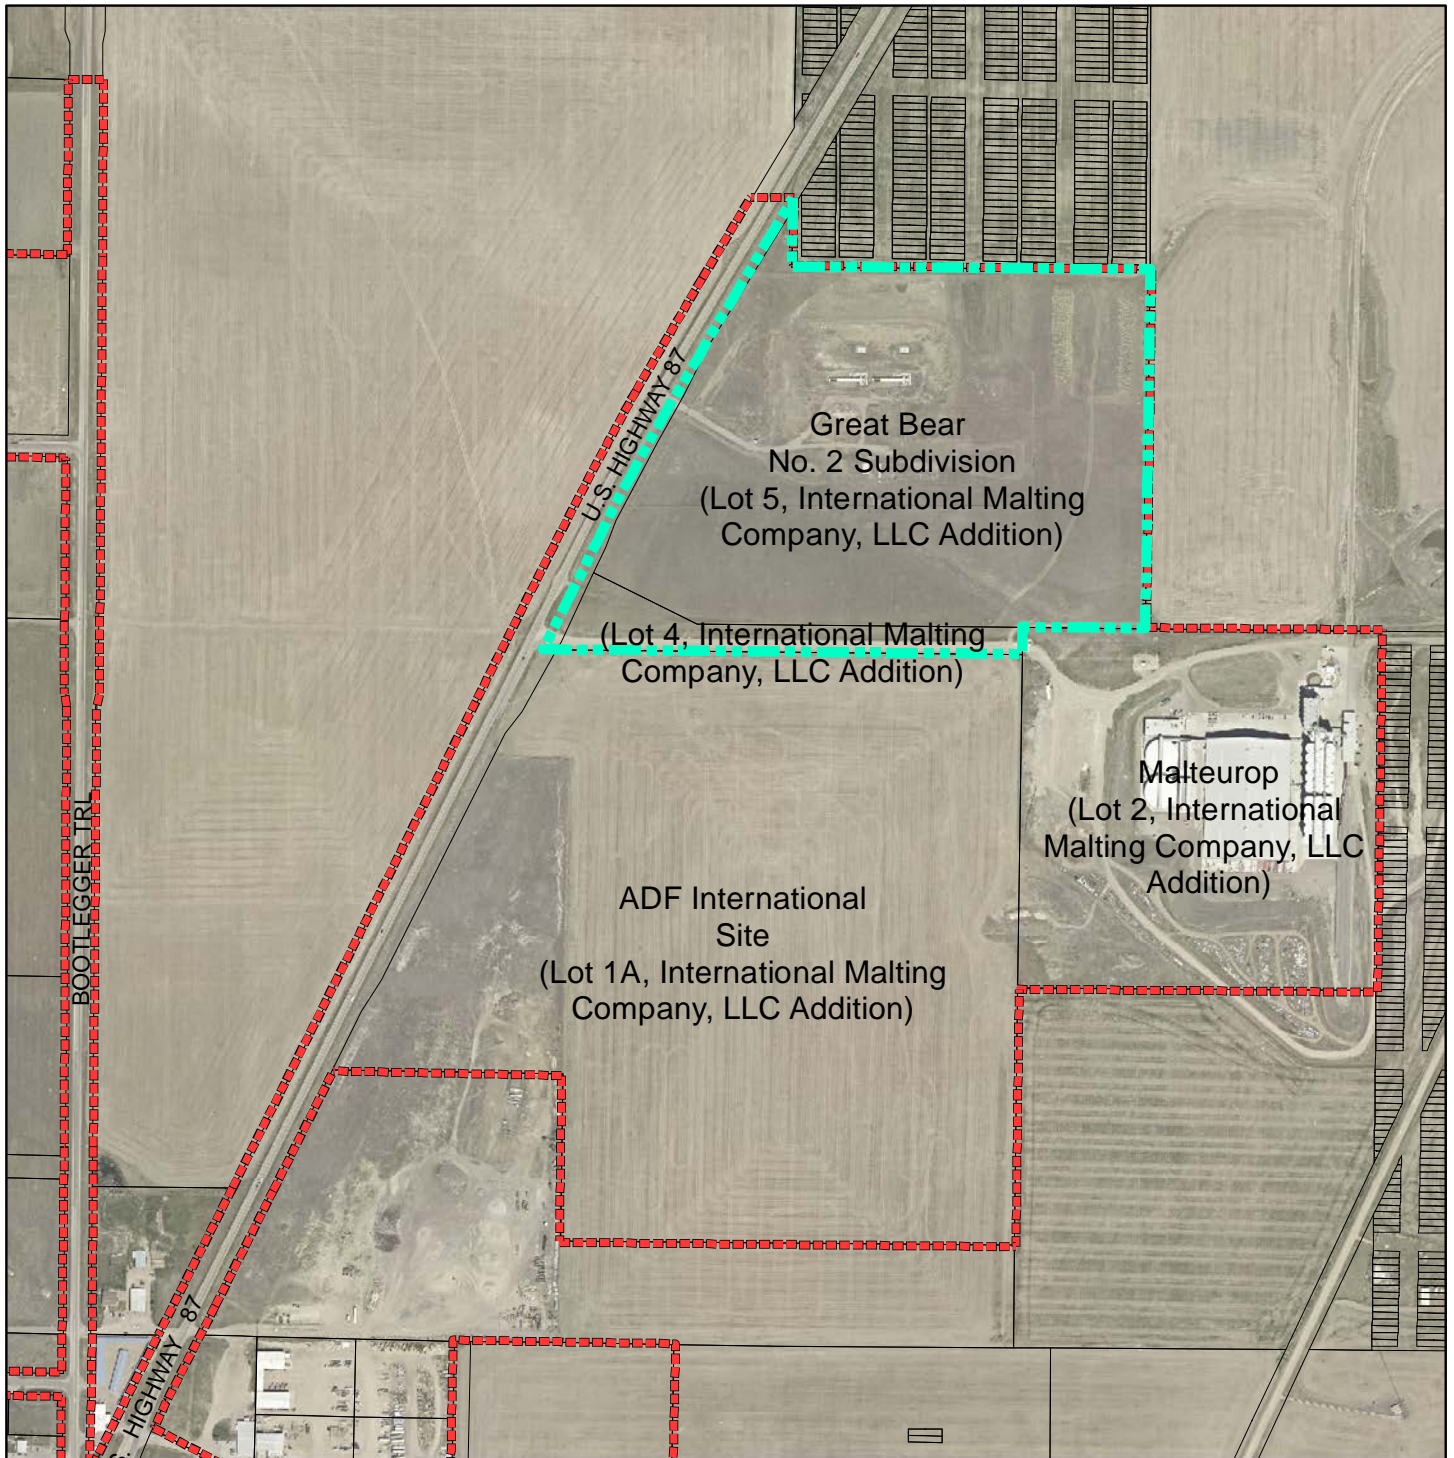 U.S. HIGHWAY 87
Great Bear
No. 2 Subdivision
(Lot 5, International Malting
Company, LLC Addition)
(Lot 4, International Malting
Company, LLC Addition)
Malteurop
(Lot 2, International
Malting Company, LLC
Addition)
BOOTLEGGER TRL
ADF International
Site
(Lot 1A, International Malting
Company, LLC Addition)
S. HIGHWAY 87